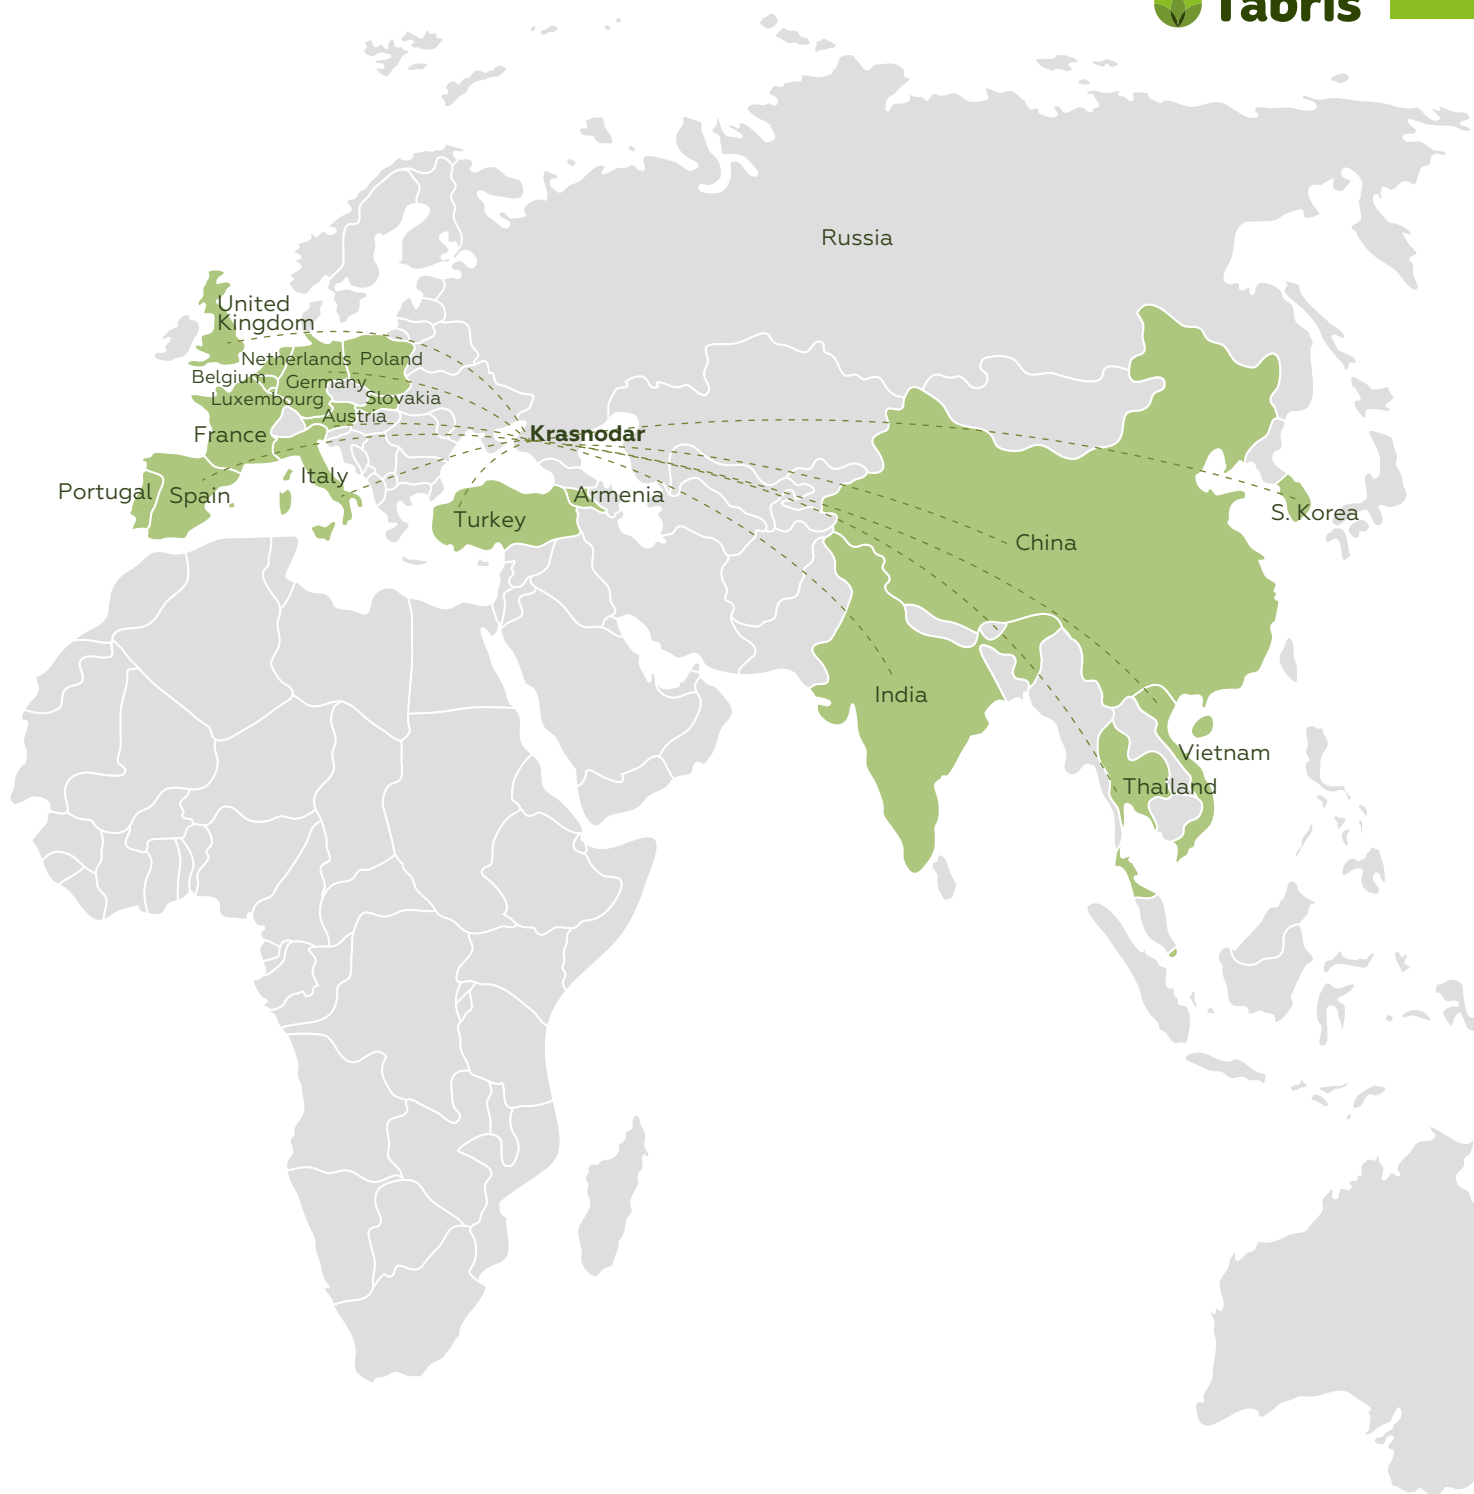 Tabris
Russia
United
Kingdom
Netherlands
Poland
Belgium
Germany
Luxembourg
Slovakia
Austria
France
Krasnodar
Italy
Portugal
Spain
Armenia
Turkey
S. Korea
China
India
Vietnam
Thailand